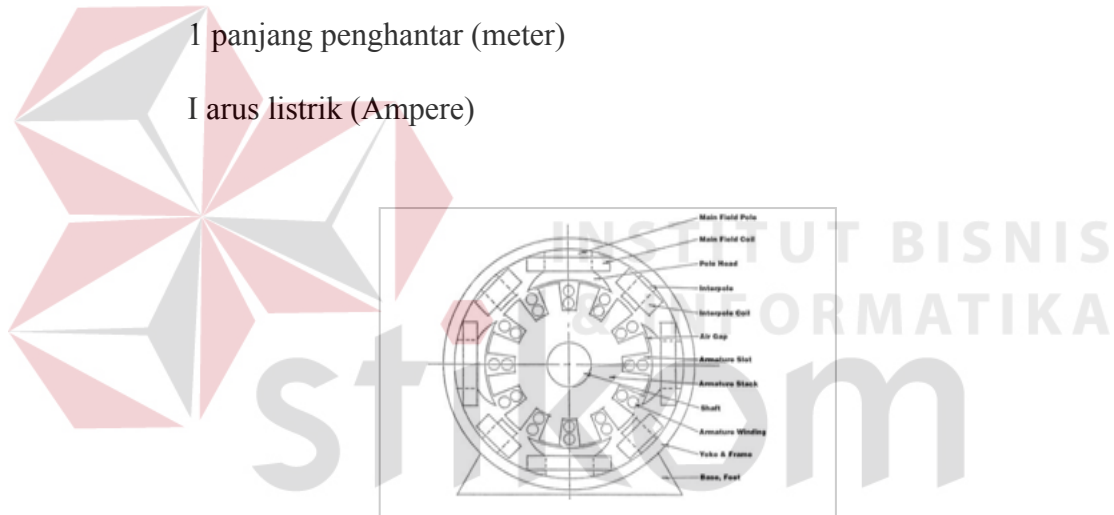 1 panjang penghantar (meter)
I arus listrik (Ampere)
INSTITUT BISNIS
& INFORMATIKA
stikom
Main Field Pole
Main Field Coil
Pole Head
Interpole
Interpole Coil
Air Gap
Armature Slot
Armature Stack
Shaft
Armature Winding
Yoke & Frame
Base, Foot